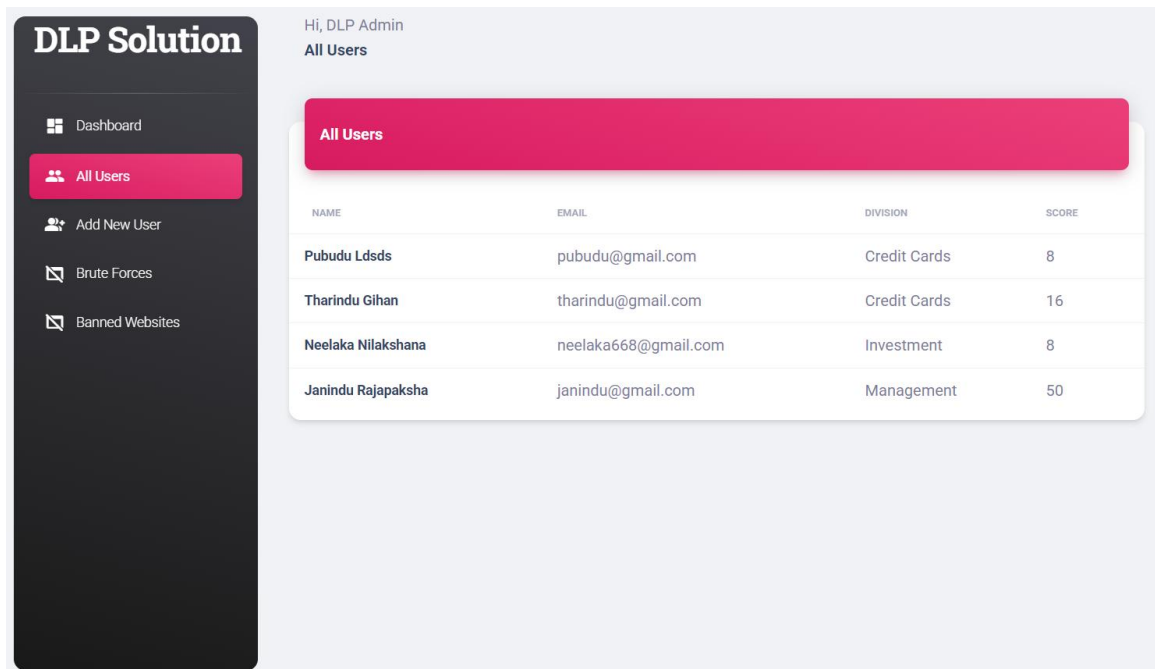 DLP Solution
Dashboard
All Users
Add New User
Brute Forces
Banned Websites
Hi, DLP Admin
All Users
All Users
NAME EMAIL DIVISION SCORE
Pubudu Ldsds pubudu@gmail.com Credit Cards 8
Tharindu Gihan tharindu@gmail.com Credit Cards 16
Neelaka Nilakshana neelaka668@gmail.com Investment 8
Janindu Rajapaksha janindu@gmail.com Management 50